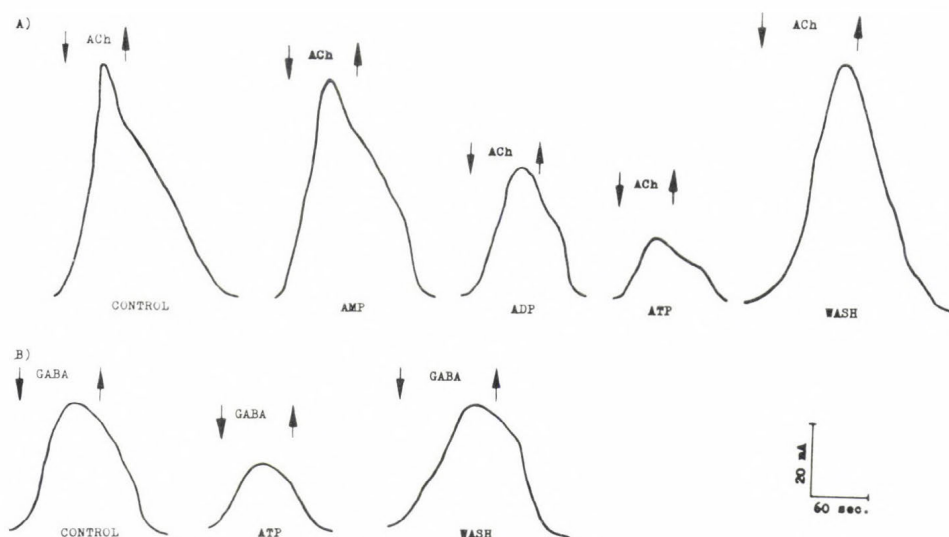 A)
ACh
ACh
ACh
ACh
ACh
CONTROL
AMP
ADP
ATP
WASH
B)
GABA
GABA
GABA
CONTROL
ATP
WASH
20 nA
60 sec.